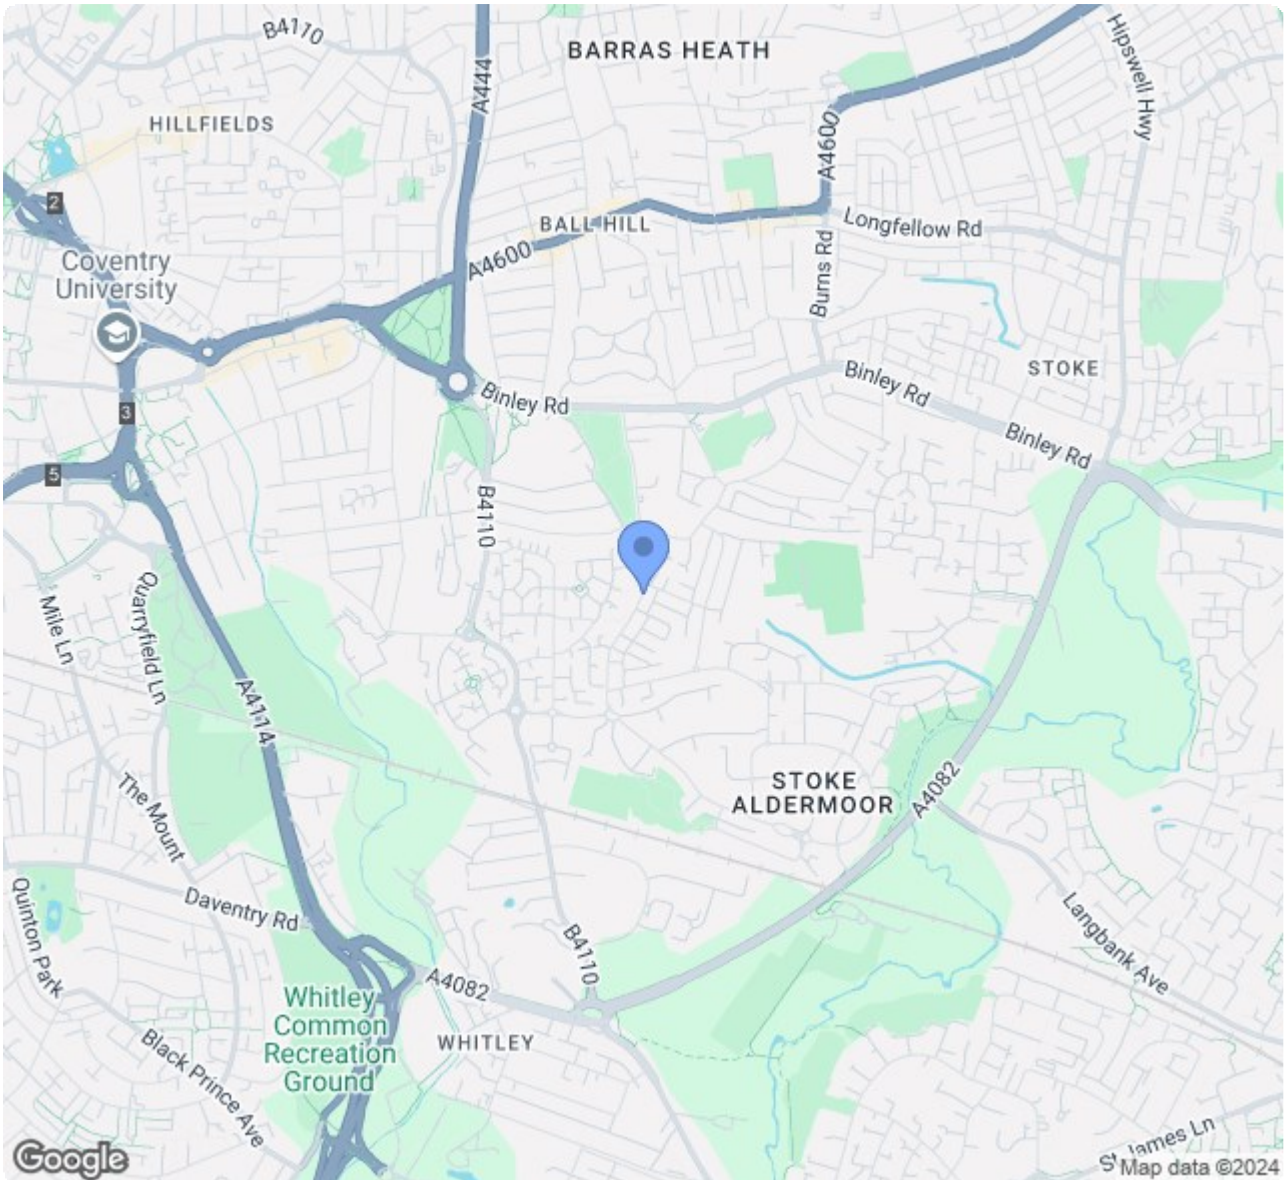 B4110
BARRAS HEATH
Hipswell Hwy
A444
HILLFIELDS
A4600
2
BALL HILL
Longfellow Rd
Coventry
University
A4600
Burns Rd
STOKE
Binley Rd
Binley Rd
3
Binley Rd
5
B4110
Mile Ln
Quarryfield Ln
A4114
The Mount
STOKE
ALDERMOOR
A4082
Quinton Park
Daventry Rd
Langbank Ave
B4110
A4082
Whitley
Common
Recreation
Ground
WHITLEY
Black Prince Ave
St James Ln
Google
Map data ©2024